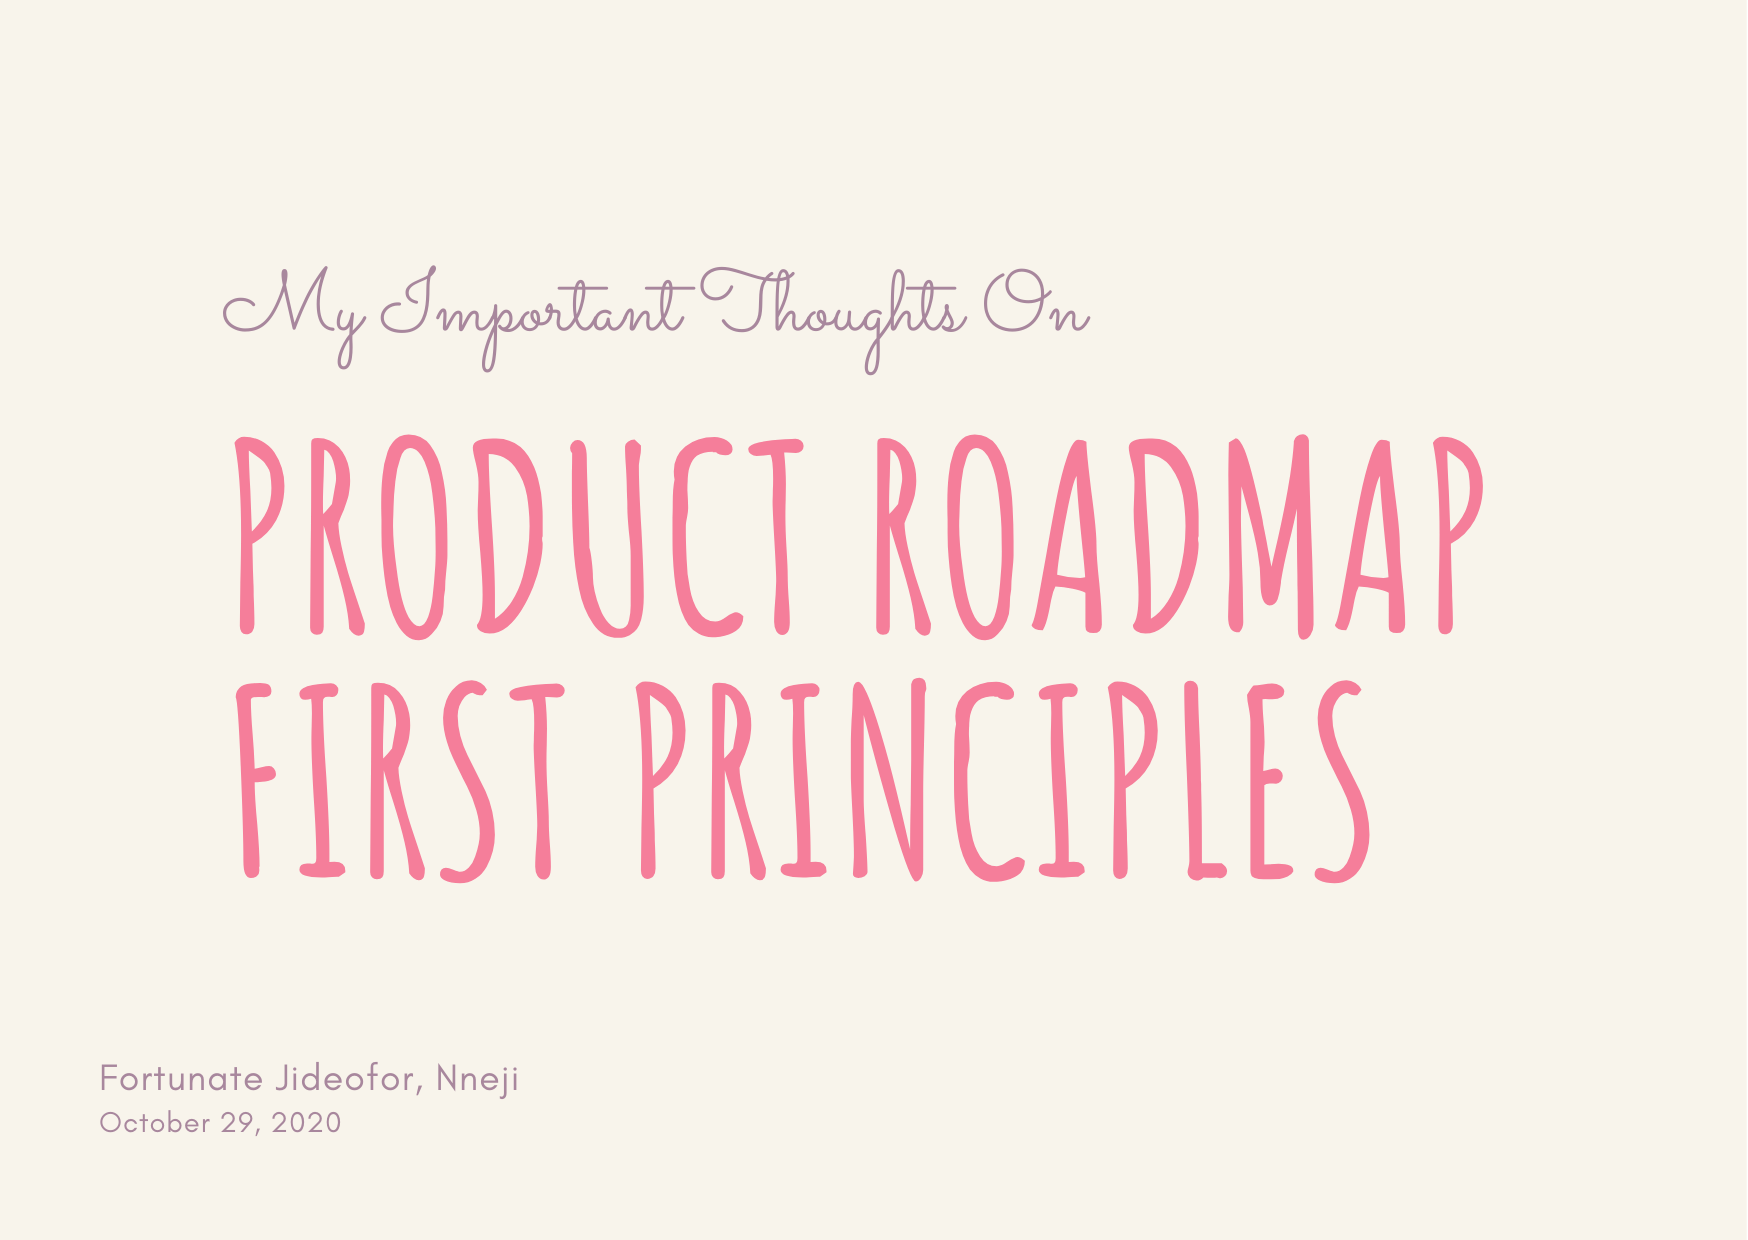 My Important Thoughts On
PRODUCT ROADMAP
FIRST PRINCIPLES
Fortunate Jideofor, Nneji
October 29, 2020